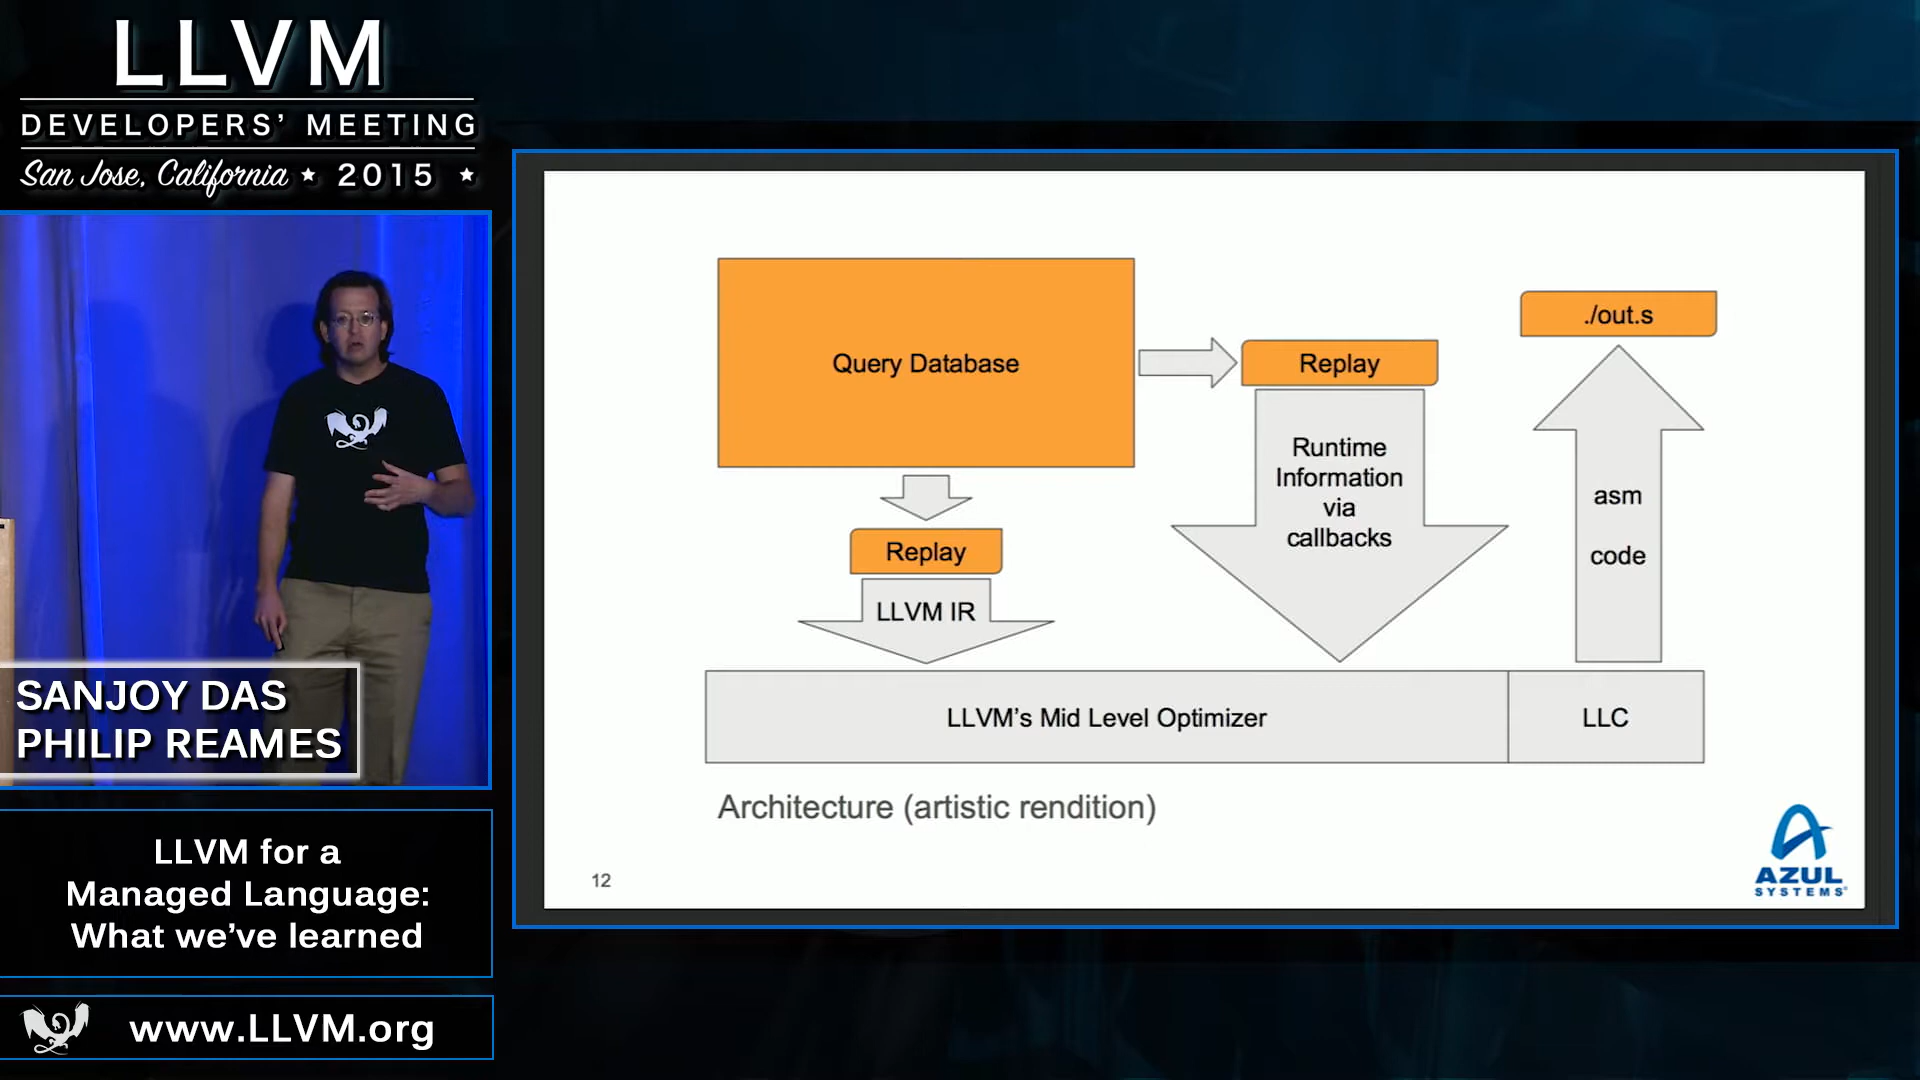 LLVM
DEVELOPERS' MEETING
San Jose, California ★ 2015 ★
SANJOY DAS
PHILIP REAMES
LLVM for a
Managed Language:
What we've learned
www.LLVM.org
Query Database
Replay
./out.s
Runtime
Information
via
callbacks
asm
code
Replay
LLVM IR
LLVM's Mid Level Optimizer
LLC
Architecture (artistic rendition)
12
AZUL
SYSTEMS